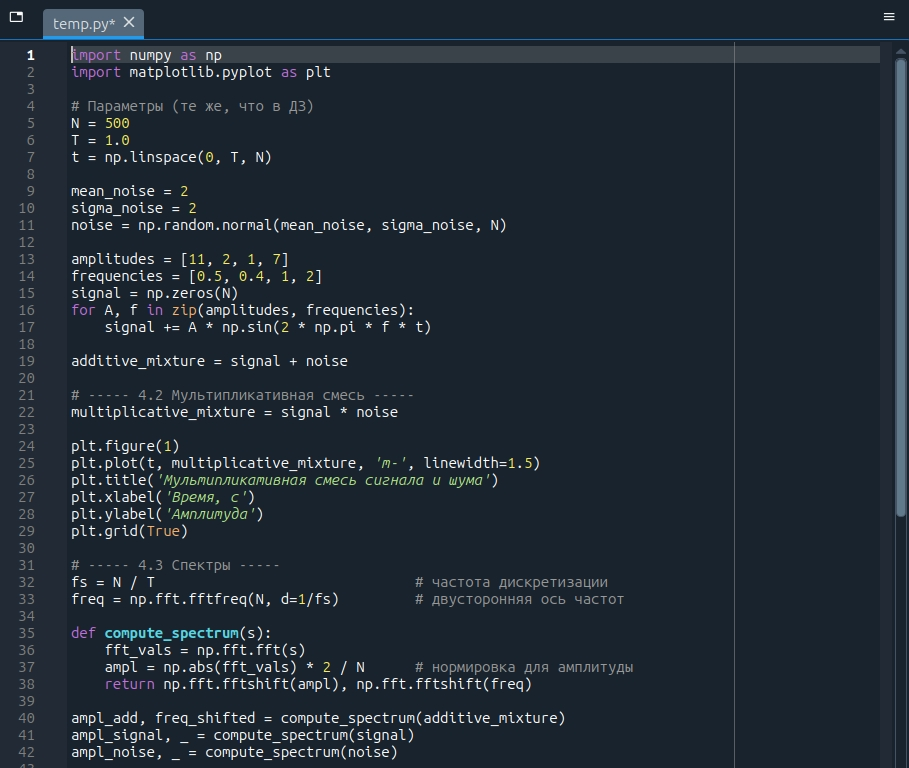 temp.py*
1 import numpy as np
2 import matplotlib.pyplot as plt
3
4 # Параметры (те же, что в ДЗ)
5 N = 500
6 T = 1.0
7 t = np.linspace(0, T, N)
8
9 mean_noise = 2
10 sigma_noise = 2
11 noise = np.random.normal(mean_noise, sigma_noise, N)
12
13 amplitudes = [11, 2, 1, 7]
14 frequencies = [0.5, 0.4, 1, 2]
15 signal = np.zeros(N)
16 for A, f in zip(amplitudes, frequencies):
17     signal += A * np.sin(2 * np.pi * f * t)
18
19 additive_mixture = signal + noise
20
21 # ----- 4.2 Мультипликативная смесь -----
22 multiplicative_mixture = signal * noise
23
24 plt.figure(1)
25 plt.plot(t, multiplicative_mixture, 'm-', linewidth=1.5)
26 plt.title('Мультипликативная смесь сигнала и шума')
27 plt.xlabel('Время, с')
28 plt.ylabel('Амплитуда')
29 plt.grid(True)
30
31 # ----- 4.3 Спектры -----
32 fs = N / T                               # частота дискретизации
33 freq = np.fft.fftfreq(N, d=1/fs)         # двусторонняя ось частот
34
35 def compute_spectrum(s):
36     fft_vals = np.fft.fft(s)
37     ampl = np.abs(fft_vals) * 2 / N      # нормировка для амплитуды
38     return np.fft.fftshift(ampl), np.fft.fftshift(freq)
39
40 ampl_add, freq_shifted = compute_spectrum(additive_mixture)
41 ampl_signal, _ = compute_spectrum(signal)
42 ampl_noise, _ = compute_spectrum(noise)